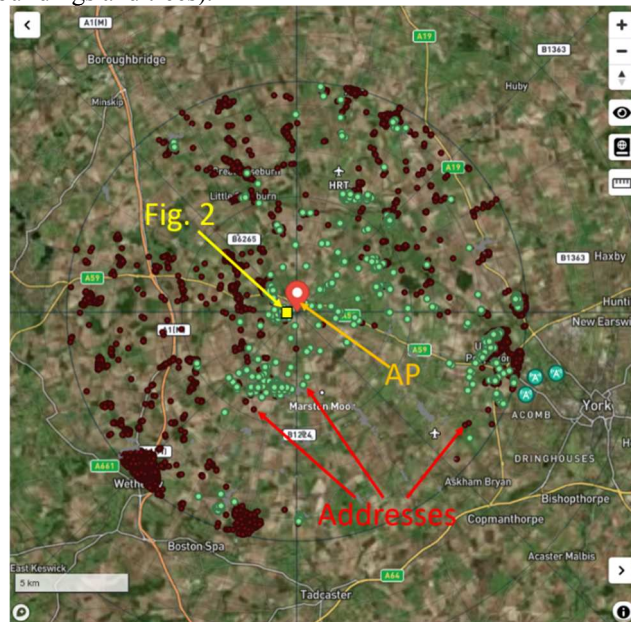 A1(M)
A19
B1363
Boroughbridge
Huby
Minskip
A19
HRT
Fig. 2
B6265
B1363
Haxby
A59
New Earswick
A59
AP
ACOMB
York
Marston Moor
B1224
DRINGHOUSES
A661
Askham Bryan
Addresses
Bishopthorpe
Copmanthorpe
Boston Spa
Acaster Malbis
East Keswick
A64
5 km
Tadcaster